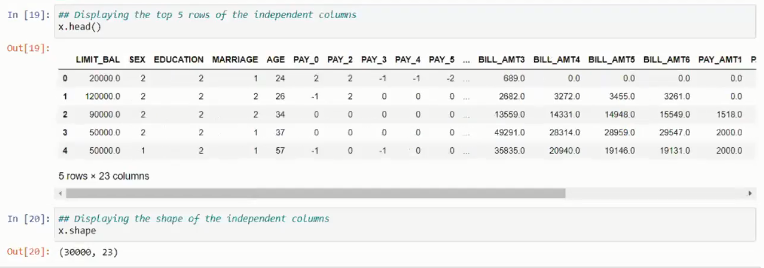 In [19]: ## Displaying the top 5 rows of the independent columns
x.head()
Out[19]:
LIMIT_BAL SEX EDUCATION MARRIAGE AGE PAY_0 PAY_2 PAY_3 PAY_4 PAY_5 ... BILL_AMT3 BILL_AMT4 BILL_AMT5 BILL_AMT6 PAY_AMT1 P
0 20000.0 2 2 1 24 2 2 -1 -1 -2 ... 689.0 0.0 0.0 0.0 0.0
1 120000.0 2 2 2 26 -1 2 0 0 0 ... 2682.0 3272.0 3455.0 3261.0 0.0
2 90000.0 2 2 2 34 0 0 0 0 0 ... 13559.0 14331.0 14948.0 15549.0 1518.0
3 50000.0 2 2 1 37 0 0 0 0 0 ... 49291.0 28314.0 28959.0 29547.0 2000.0
4 50000.0 1 2 1 57 -1 0 -1 0 0 ... 35835.0 20940.0 19146.0 19131.0 2000.0
5 rows × 23 columns
In [20]: ## Displaying the shape of the independent columns
x.shape
Out[20]: (30000, 23)